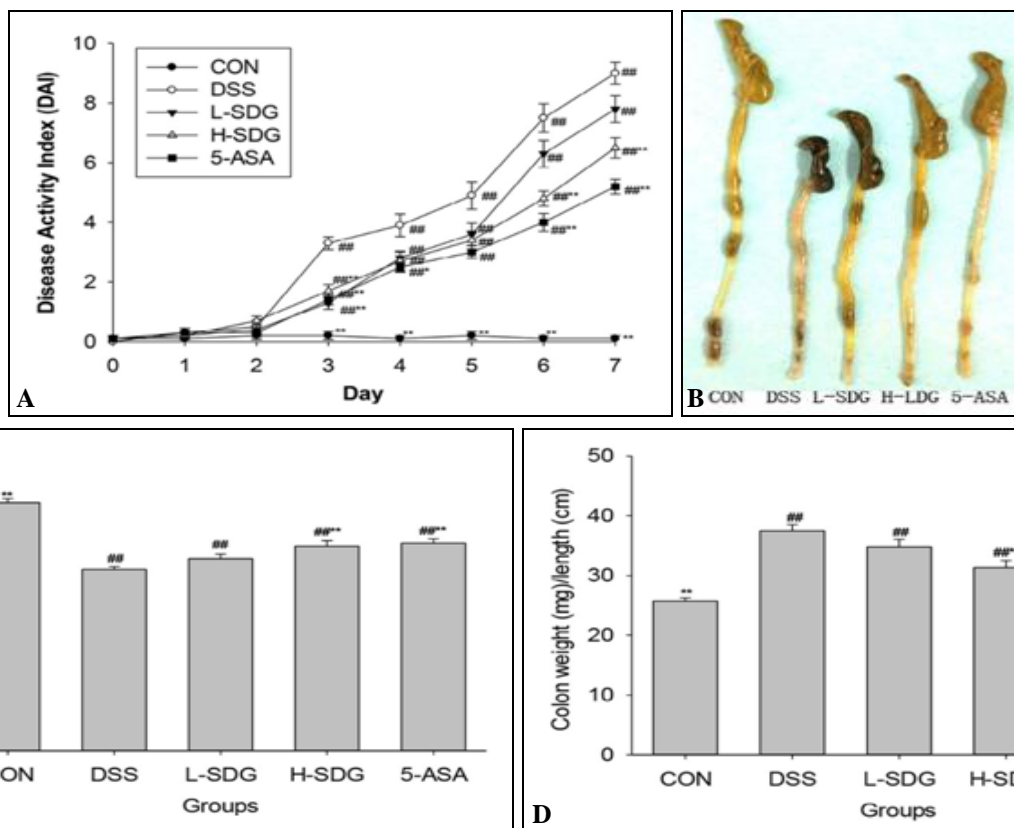 10
8
6
4
2
0
Disease Activity Index (DAI)
CON
DSS
L-SDG
H-SDG
5-ASA
##
##
##
##**
##**
##
##
##**
##**
##
##
##
##
##
##
##
##
##*
##
##**
##**
##**
** ** ** ** **
0 1 2 3 4 5 6 7
Day
A
CON DSS L-SDG H-LDG 5-ASA
B
** ## ## ##** ##**
ON DSS L-SDG H-SDG 5-ASA
Groups
50
40
30
20
10
0
Colon weight (mg)/length (cm)
** ## ## ##*
CON DSS L-SDG H-SD
Groups
D